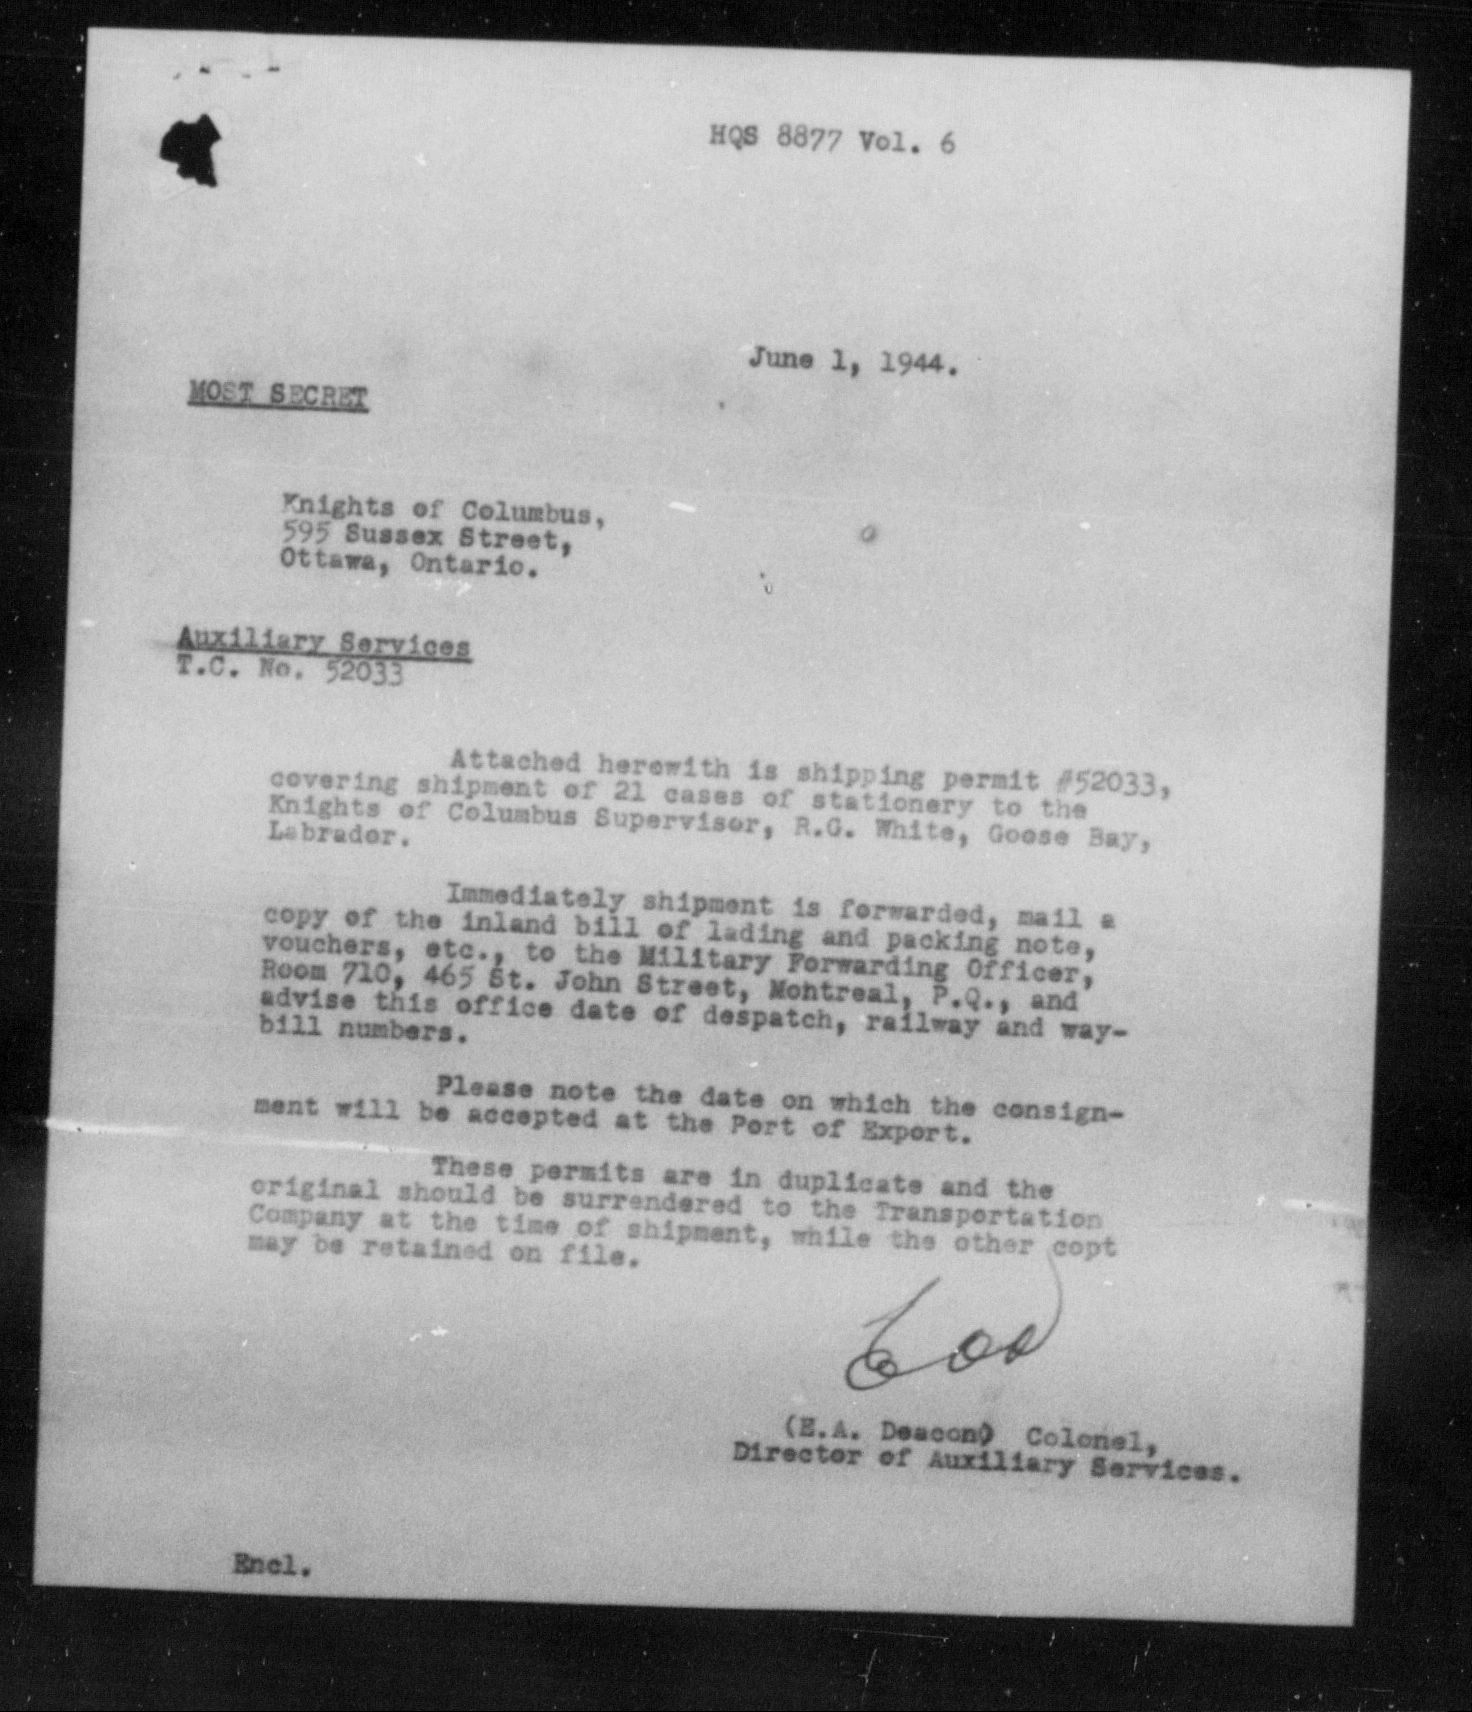 HQS 8877 Vol. 6
June 1, 1944.
MOST SECRET
Knights of Columbus,
595 Sussex Street,
Ottawa, Ontario.
Auxiliary Services
T.C. No. 52033
Attached herewith is shipping permit #52033,
covering shipment of 21 cases of stationery to the
Knights of Columbus Supervisor, R.G. White, Goose Bay,
Labrador.
Immediately shipment is forwarded, mail a
copy of the inland bill of lading and packing note,
vouchers, etc., to the Military Forwarding Officer,
Room 710, 465 St. John Street, Montreal, P.Q., and
advise this office date of despatch, railway and way-
bill numbers.
Please note the date on which the consign-
ment will be accepted at the Port of Export.
These permits are in duplicate and the
original should be surrendered to the Transportation
Company at the time of shipment, while the other copt
may be retained on file.
(E.A. Deacon) Colonel,
Director of Auxiliary Services.
Encl.